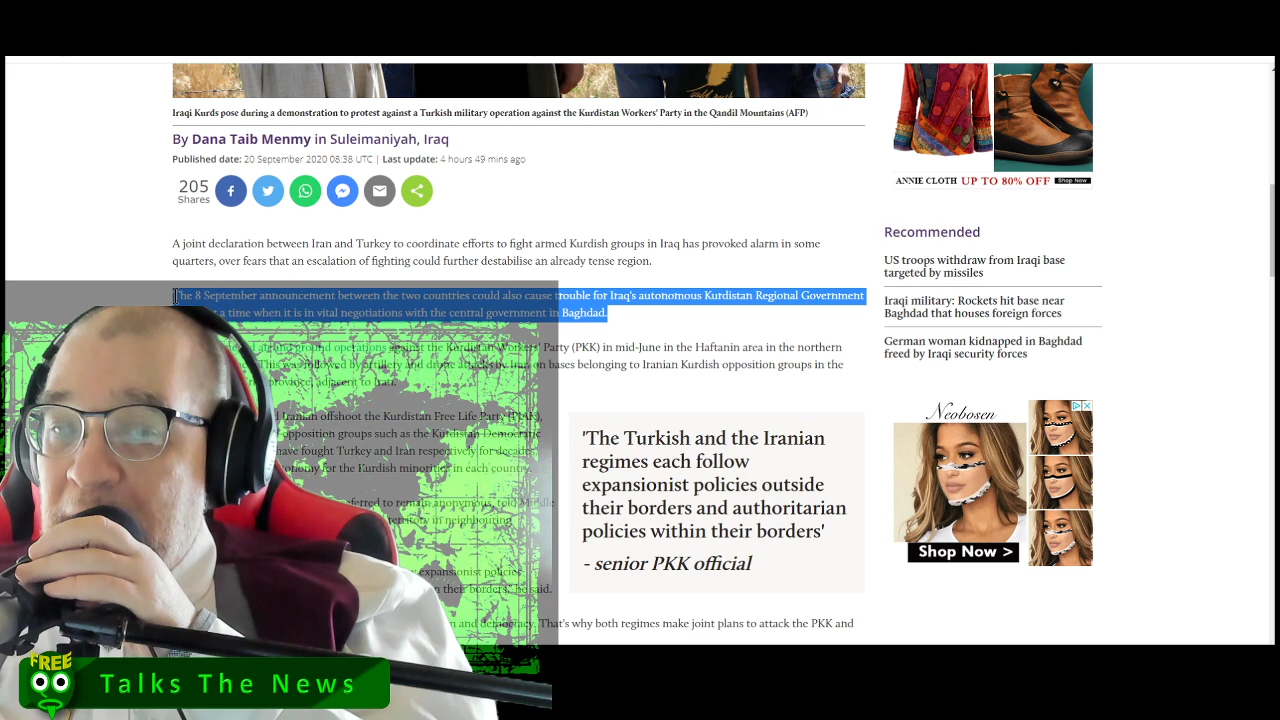 Iraqi Kurds pose during a demonstration to protest against a Turkish military operation against the Kurdistan Workers' Party in the Qandil Mountains (AFP)
By Dana Taib Menmy in Suleimaniyah, Iraq
Published date: 20 September 2020 08:38 UTC | Last update: 4 hours 49 mins ago
205
Shares
A joint declaration between Iran and Turkey to coordinate efforts to fight armed Kurdish groups in Iraq has provoked alarm in some
quarters, over fears that an escalation of fighting could further destabilise an already tense region.
The 8 September announcement between the two countries could also cause trouble for Iraq's autonomous Kurdistan Regional Government
a time when it is in vital negotiations with the central government in Baghdad.
ground operations against the Kurdistan Workers' Party (PKK) in mid-June in the Haftanin area in the northern
This was followed by artillery and drone attacks by Iran on bases belonging to Iranian Kurdish opposition groups in the
province, adjacent to Iran.
Iranian offshoot the Kurdistan Free Life Party (PJAK),
opposition groups such as the Kurdistan Democratic
have fought Turkey and Iran respectively for decades
for the Kurdish minorities in each country.
to remain anonymous, told Middle
territory in neighbouring
expansionist policies
their borders," he said.
and democracy. That's why both regimes make joint plans to attack the PKK and
'The Turkish and the Iranian
regimes each follow
expansionist policies outside
their borders and authoritarian
policies within their borders'
- senior PKK official
ANNIE CLOTH UP TO 80% OFF Shop Now
Recommended
US troops withdraw from Iraqi base
targeted by missiles
Iraqi military: Rockets hit base near
Baghdad that houses foreign forces
German woman kidnapped in Baghdad
freed by Iraqi security forces
Neobosen
Shop Now >
FREE
Talks The News